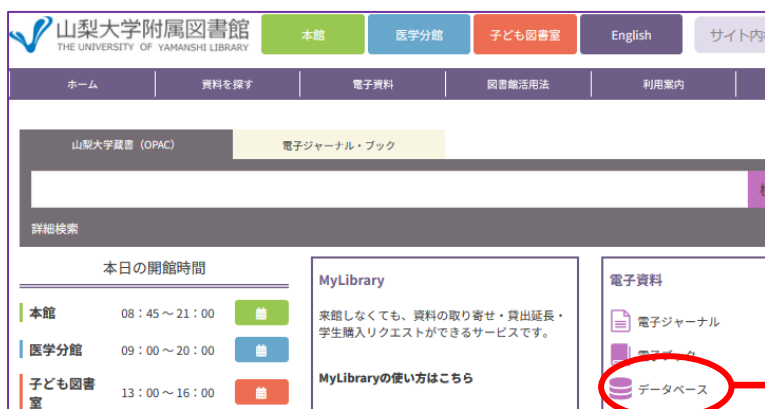 山梨大学附属図書館
THE UNIVERSITY OF YAMANSHI LIBRARY
本館
医学分館
子ども図書室
English
サイト内
ホーム
資料を探す
電子資料
図書館活用法
利用案内
山梨大学蔵書（OPAC）
電子ジャーナル・ブック
詳細検索
本日の開館時間
本館 08：45～21：00
医学分館 09：00～20：00
子ども図書
室 13：00～16：00
MyLibrary
来館しなくても、資料の取り寄せ・貸出延長・
学生購入リクエストができるサービスです。
MyLibraryの使い方はこちら
電子資料
電子ジャーナル
電子ブック
データベース